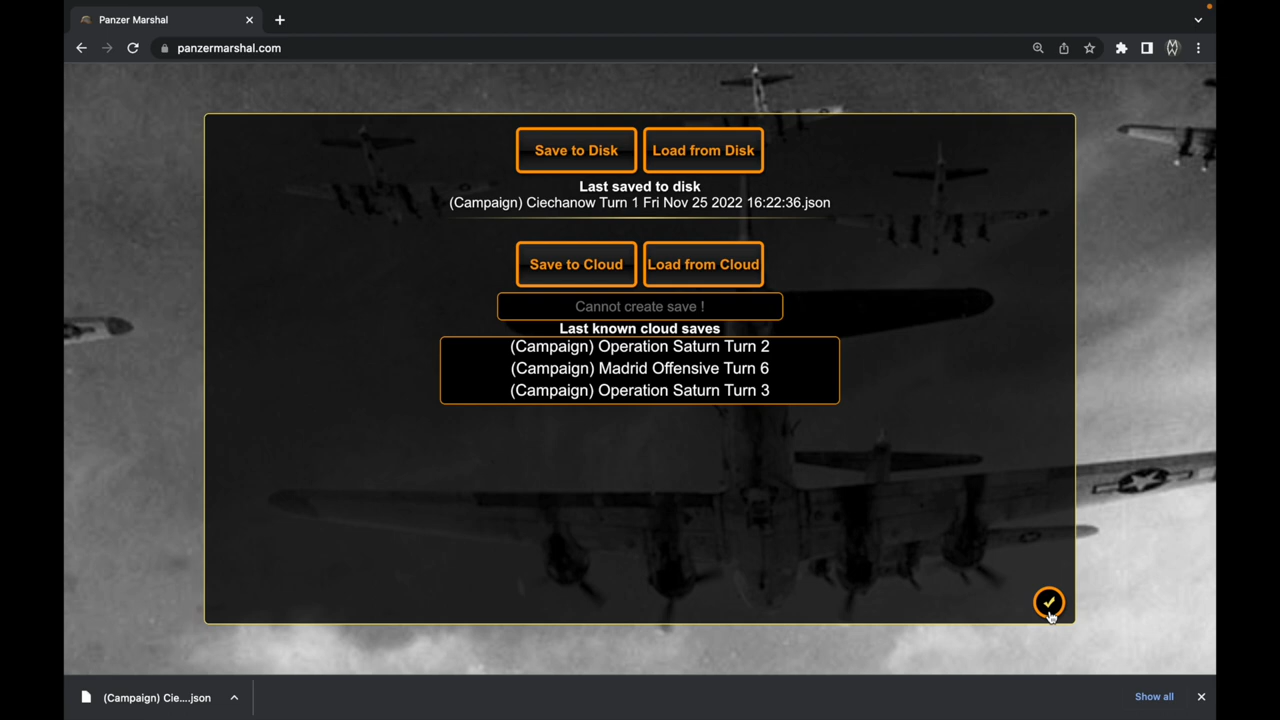 Panzer Marshal
panzermarshal.com
Save to Disk
Load from Disk
Last saved to disk
(Campaign) Ciechanow Turn 1 Fri Nov 25 2022 16:22:36.json
Save to Cloud
Load from Cloud
Cannot create save !
Last known cloud saves
(Campaign) Operation Saturn Turn 2
(Campaign) Madrid Offensive Turn 6
(Campaign) Operation Saturn Turn 3
(Campaign) Cie....json
Show all